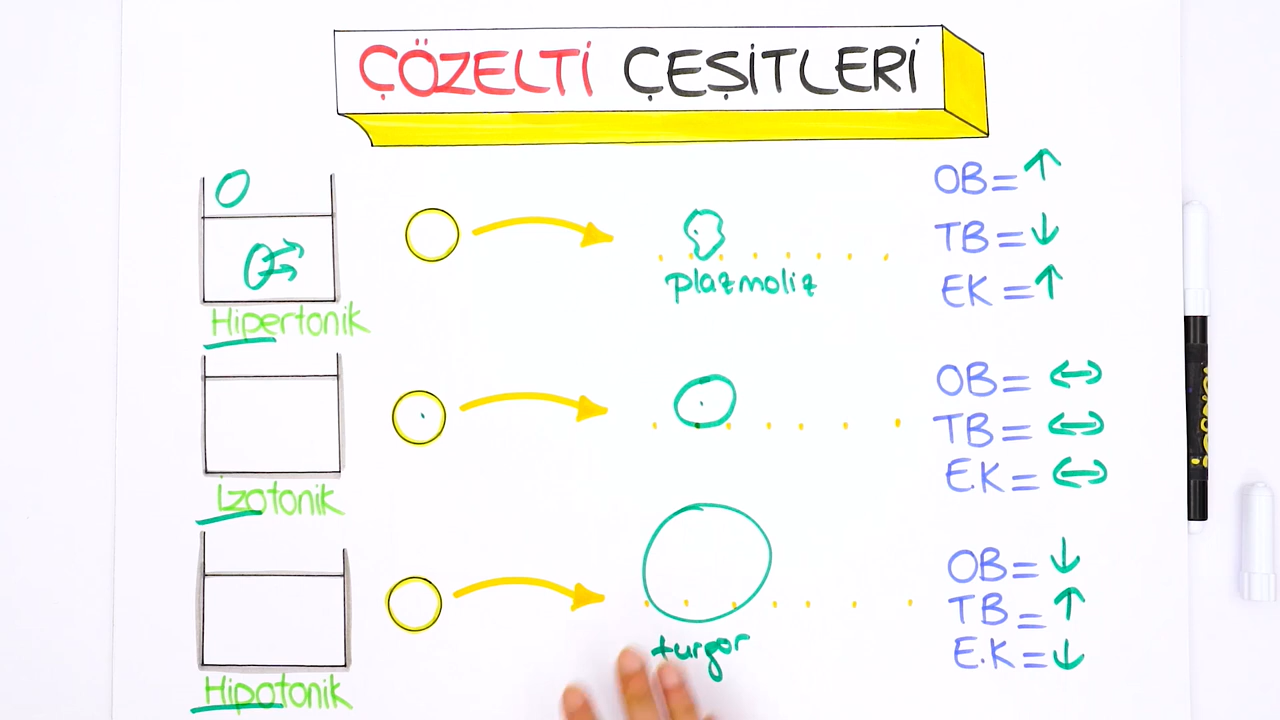 ÇÖZELTİ ÇEŞİTLERİ
OB=↑
TB=↓
plazmoliz
EK=↑
Hipertonik
OB=↔
TB=↔
E.K=↔
İzotonik
OB=↓
TB=↑
turgor
E.K=↓
Hipotonik